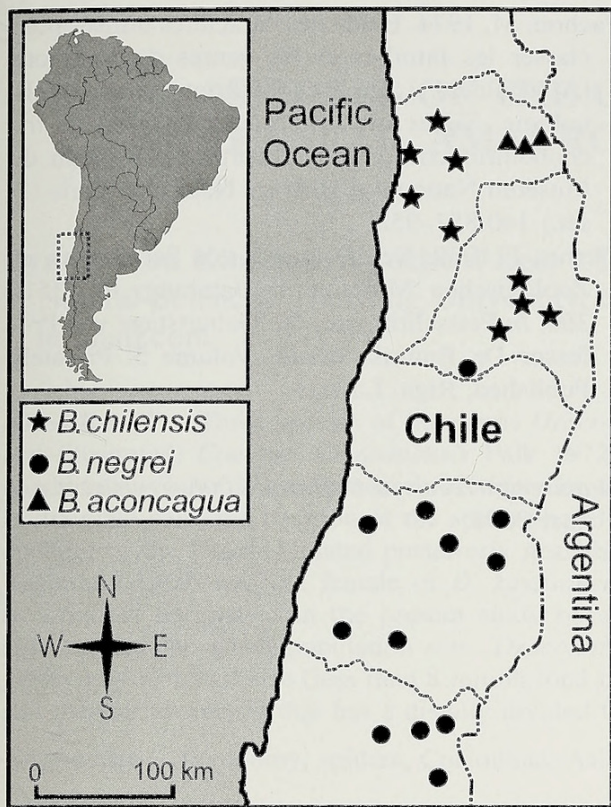 Pacific
Ocean
B. chilensis
B. negrei
B. aconcagua
Chile
Argentina
N
W
E
S
0
100 km